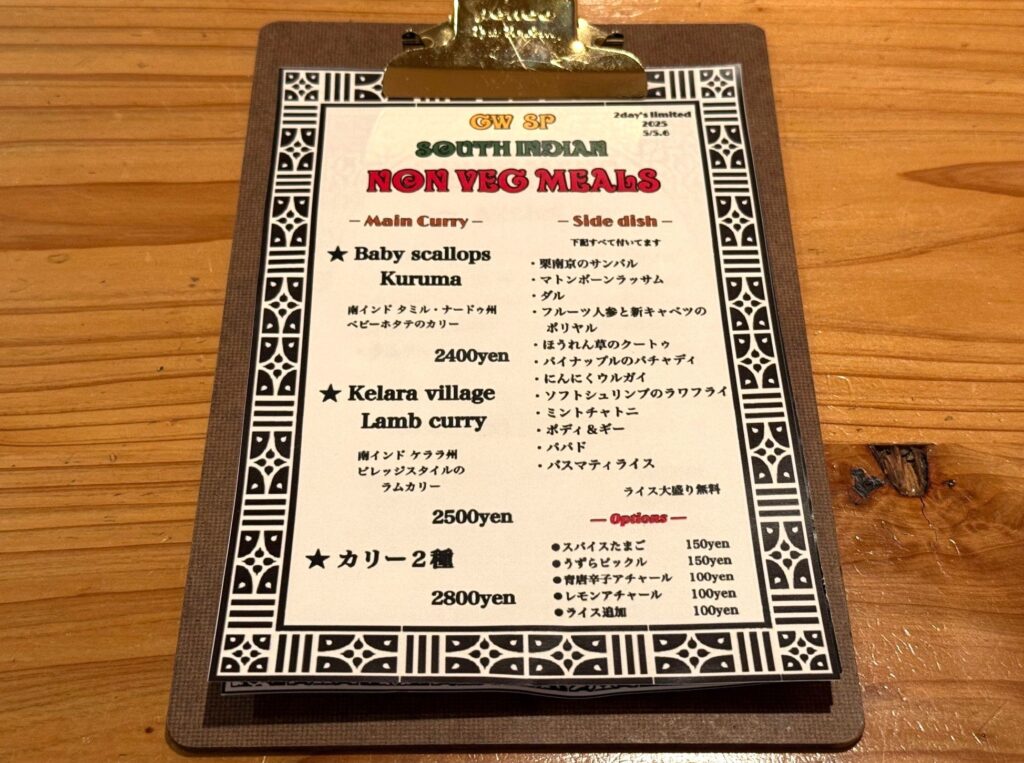 GW SP
2day's limited
2025
5/5.6
SOUTH INDIAN
NON VEG MEALS
– Main Curry –
★ Baby scallops
Kuruma
南インド タミル・ナードゥ州
ベビーホタテのカリー
2400yen
★ Kelara village
Lamb curry
南インド ケララ州
ビレッジスタイルの
ラムカリー
2500yen
★ カリー２種
2800yen
– Side dish –
下記すべて付いてます
・栗南京のサンバル
・マトンボーンラッサム
・ダル
・フルーツ人参と新キャベツの
ポリヤル
・ほうれん草のクートゥ
・パイナップルのパチャディ
・にんにくウルガイ
・ソフトシュリンプのラワフライ
・ミントチャトニ
・ポディ＆ギー
・パパド
・バスマティライス
ライス大盛り無料
— Options —
●スパイスたまご 150yen
●うずらピックル 150yen
●青唐辛子アチャール 100yen
●レモンアチャール 100yen
●ライス追加 100yen